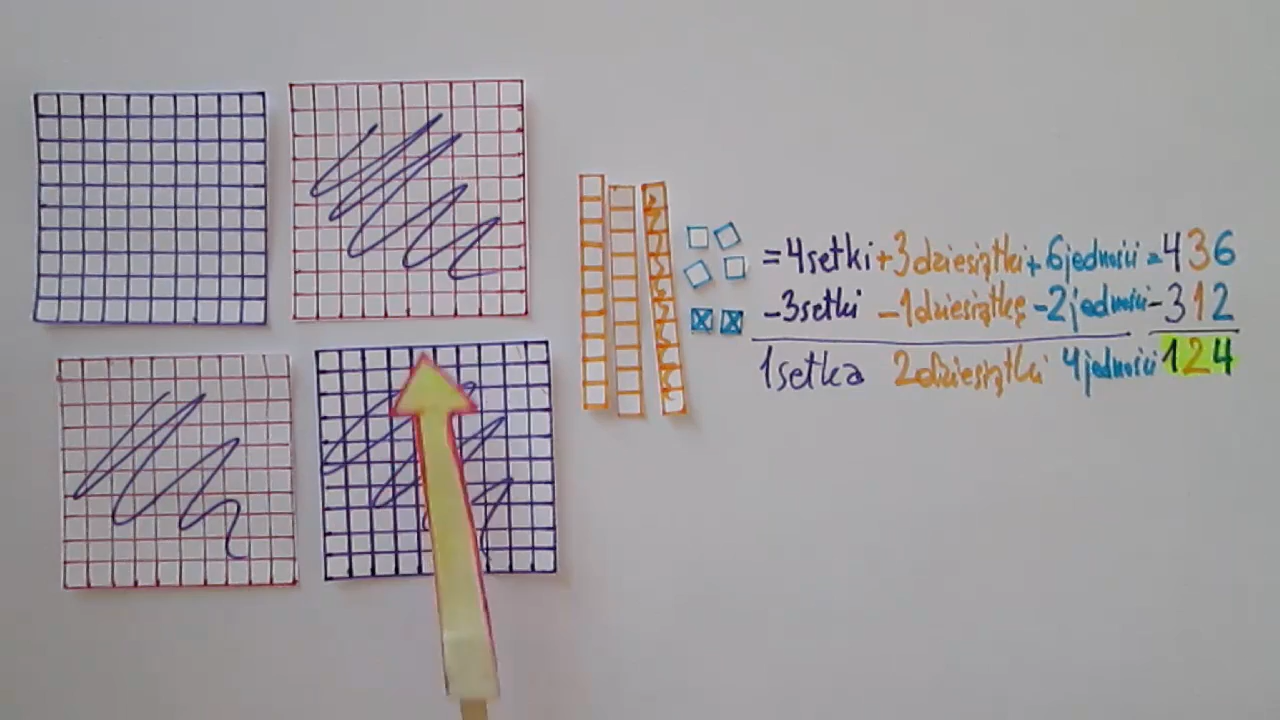 =4setki+3dziesiątki+6jedności=436
-3setki -1dziesiątkę -2jedności-312
1setka 2dziesiątki 4jedności 124